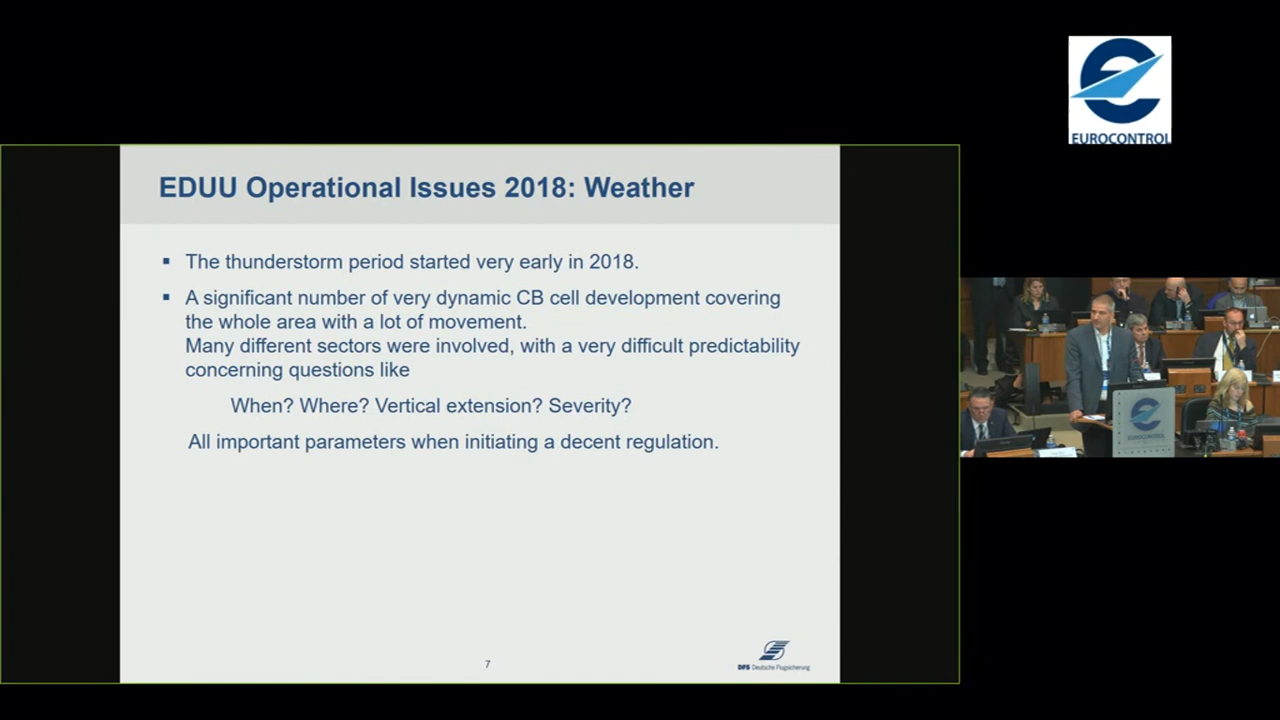 EUROCONTROL
EDUU Operational Issues 2018: Weather
▪ The thunderstorm period started very early in 2018.
▪ A significant number of very dynamic CB cell development covering
the whole area with a lot of movement.
Many different sectors were involved, with a very difficult predictability
concerning questions like
When? Where? Vertical extension? Severity?
All important parameters when initiating a decent regulation.
EUROCONTROL
7
DFS Deutsche Flugsicherung